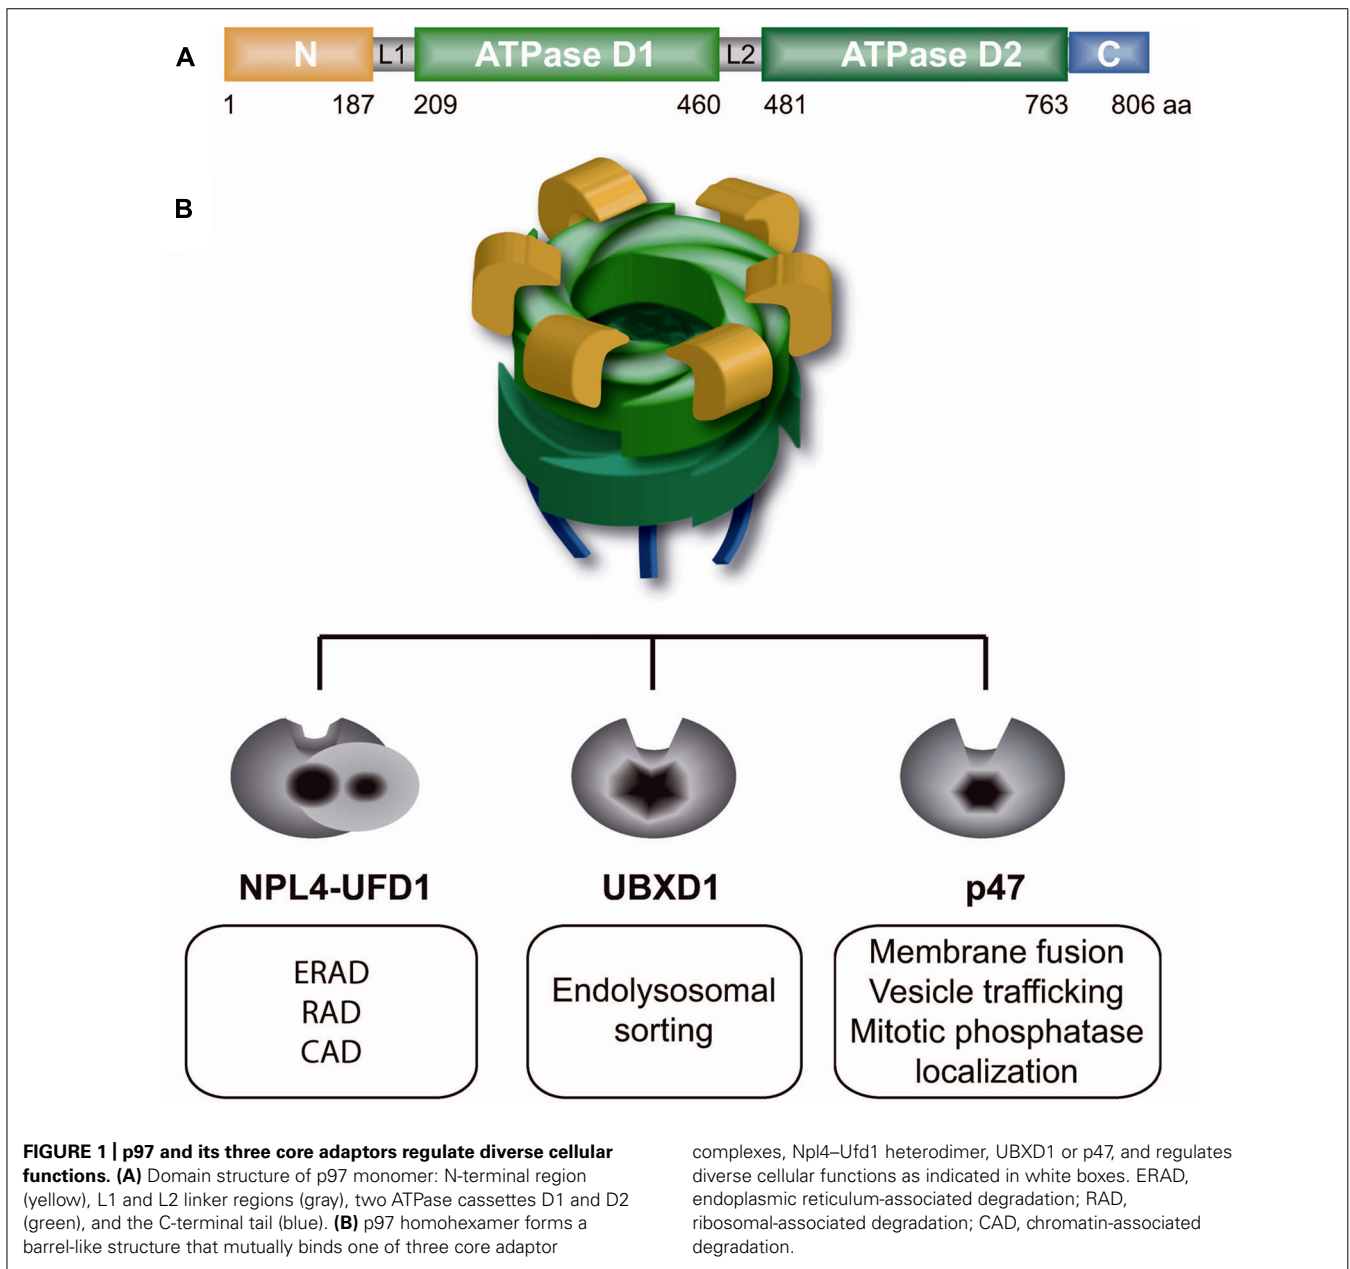 A
N L1 ATPase D1 L2 ATPase D2 C
1 187 209 460 481 763 806 aa
B
NPL4-UFD1
UBXD1
p47
ERAD
RAD
CAD
Endolysosomal
sorting
Membrane fusion
Vesicle trafficking
Mitotic phosphatase
localization
FIGURE 1 | p97 and its three core adaptors regulate diverse cellular
functions. (A) Domain structure of p97 monomer: N-terminal region
(yellow), L1 and L2 linker regions (gray), two ATPase cassettes D1 and D2
(green), and the C-terminal tail (blue). (B) p97 homohexamer forms a
barrel-like structure that mutually binds one of three core adaptor
complexes, Npl4–Ufd1 heterodimer, UBXD1 or p47, and regulates
diverse cellular functions as indicated in white boxes. ERAD,
endoplasmic reticulum-associated degradation; RAD,
ribosomal-associated degradation; CAD, chromatin-associated
degradation.